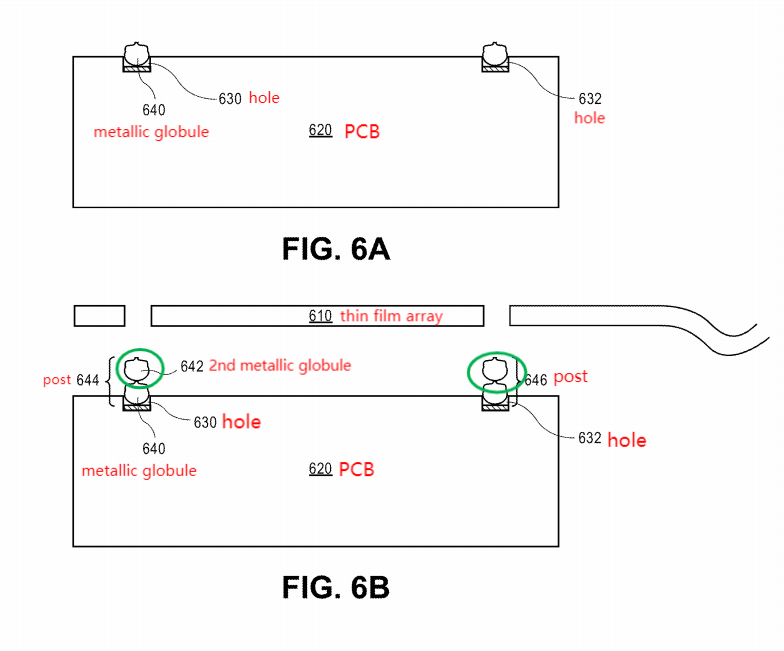 640
630 hole
metallic globule
620 PCB
632
hole
FIG. 6A
610 thin film array
post 644
642 2nd metallic globule
646 post
630 hole
640
metallic globule
620 PCB
632 hole
FIG. 6B